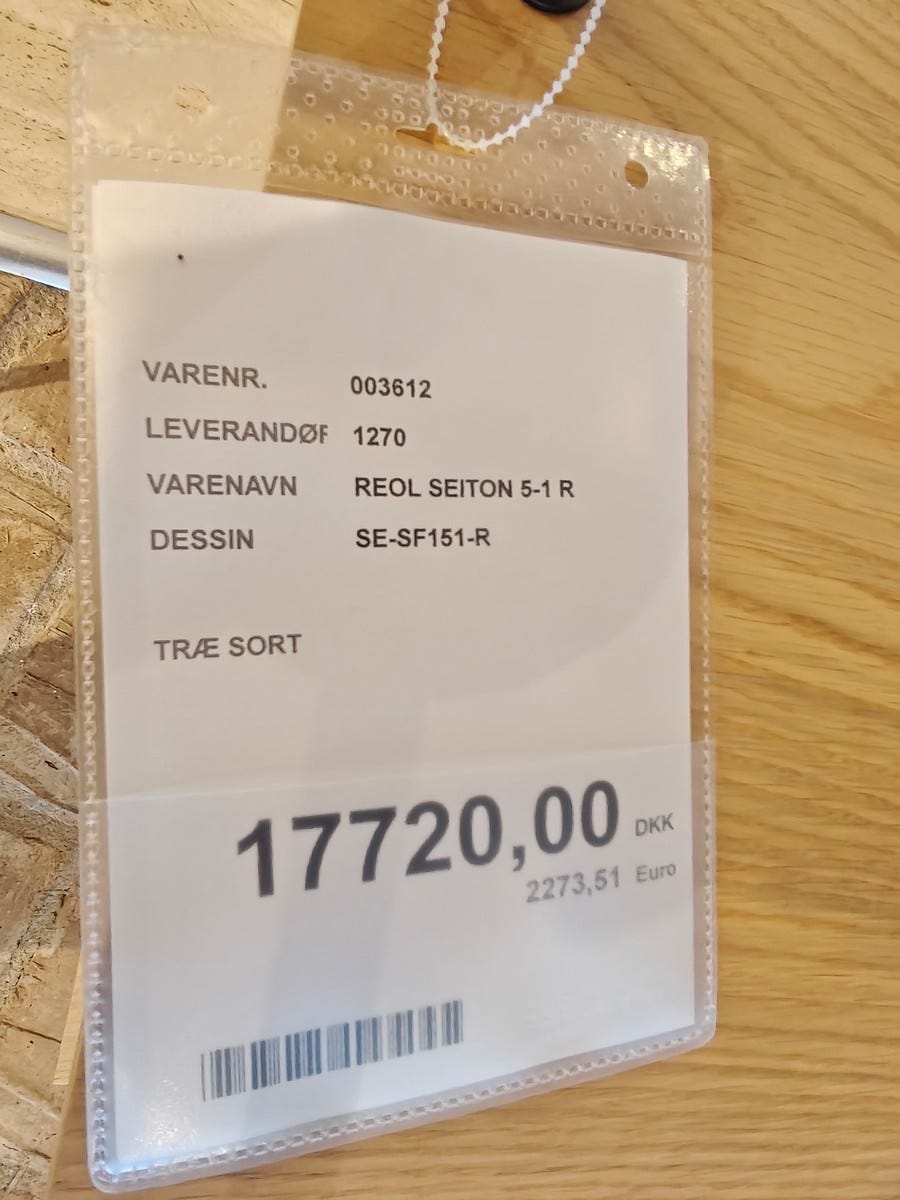 VARENR. 003612
LEVERANDØR 1270
VARENAVN REOL SEITON 5-1 R
DESSIN SE-SF151-R
TRÆ SORT
17720,00 DKK
2273,51 Euro